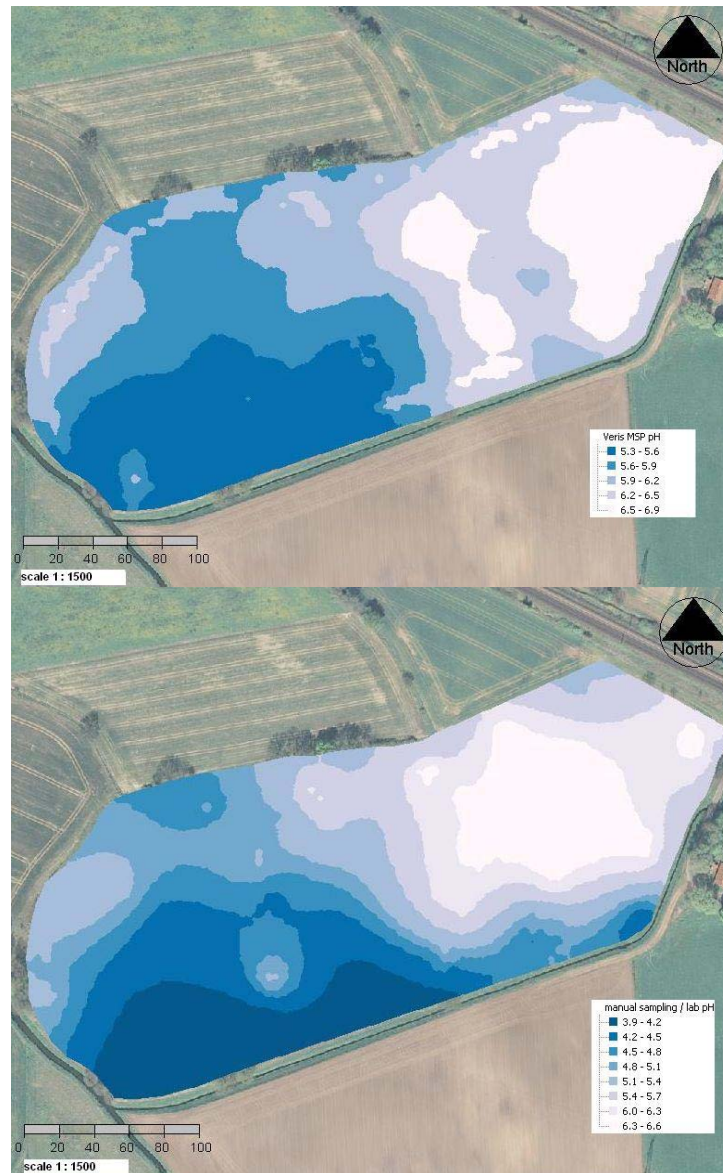 North
Veris MSP pH
5.3 - 5.6
5.6- 5.9
5.9 - 6.2
6.2 - 6.5
6.5 - 6.9
0 20 40 60 80 100
scale 1 : 1500
North
manual sampling / lab pH
3.9 - 4.2
4.2 - 4.5
4.5 - 4.8
4.8 - 5.1
5.1 - 5.4
5.4 - 5.7
6.0 - 6.3
6.3 - 6.6
0 20 40 60 80 100
scale 1 : 1500